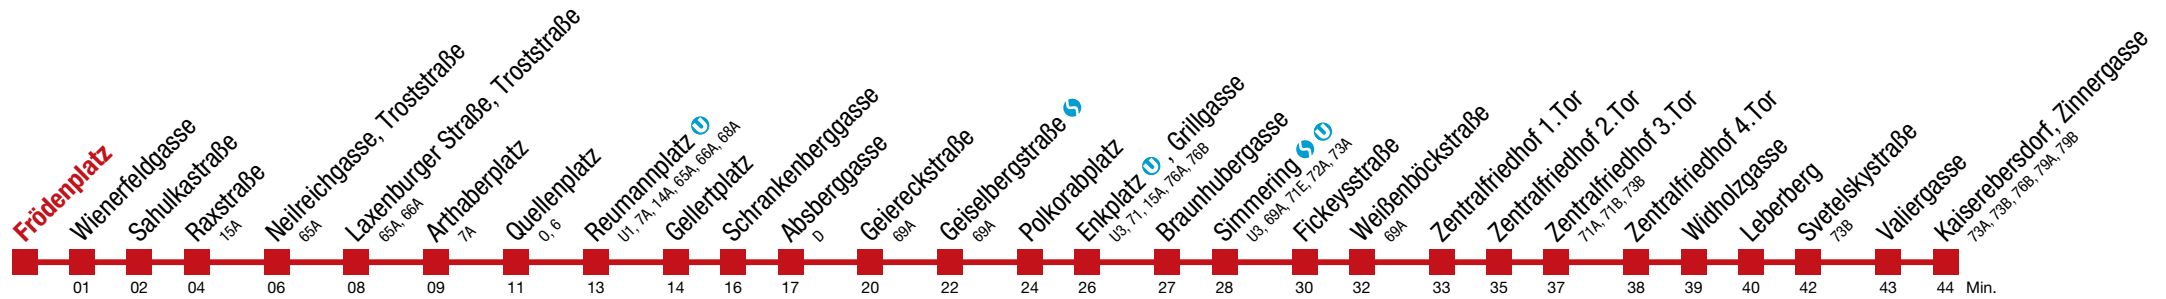 Frödenplatz
Wienerfeldgasse
Sahulkastraße
Raxstraße
15A
Neilreichgasse, Troststraße
65A
Laxenburger Straße, Troststraße
65A, 66A
Arthaberplatz
7A
Quellenplatz
O, 6
Reumannplatz U
U1, 7A, 14A, 65A, 66A, 68A
Gellertplatz
Schrankenberggasse
Absberggasse
D
Geiereckstraße
69A
Geiselbergstraße S
69A
Polkorabplatz
Enkplatz U , Grillgasse
U3, 71, 15A, 76A, 76B
Braunhubergasse
Simmering S U
U3, 69A, 71E, 72A, 73A
Fickeysstraße
Weißenböckstraße
69A
Zentralfriedhof 1.Tor
Zentralfriedhof 2.Tor
Zentralfriedhof 3.Tor
71A, 71B, 73B
Zentralfriedhof 4.Tor
Widholzgasse
Leberberg
Svetelskystraße
73B
Valiergasse
Kaiserebersdorf, Zinnergasse
73A, 73B, 76B, 79A, 79B
01 02 04 06 08 09 11 13 14 16 17 20 22 24 26 27 28 30 32 33 35 37 38 39 40 42 43 44 Min.